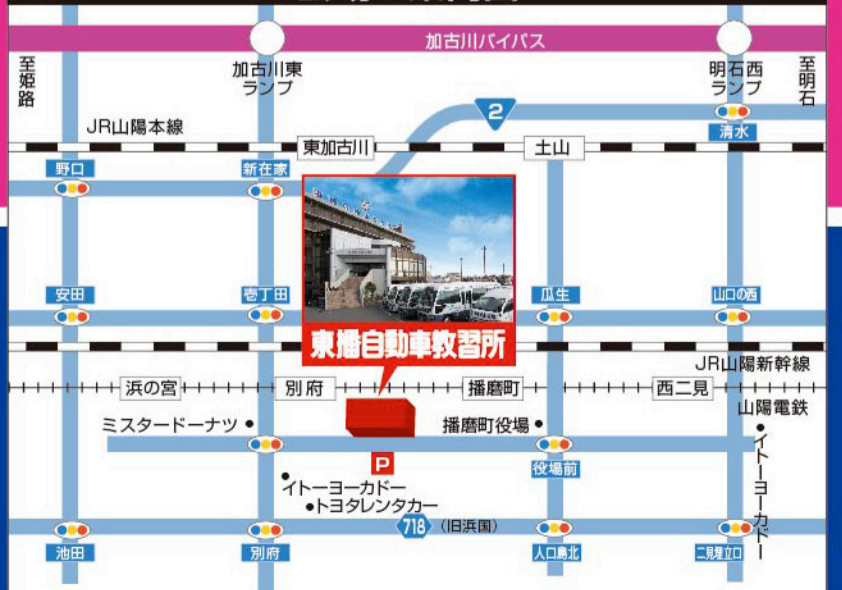 加古川バイパス
至姫路
加古川東
ランプ
明石西
ランプ
至明石
2
JR山陽本線
清水
東加古川
土山
野口
新在家
安田
壱丁田
瓜生
山口の西
東播自動車教習所
JR山陽新幹線
浜の宮
別府
播磨町
西二見
山陽電鉄
ミスタードーナツ
播磨町役場
イトーヨーカドー
P
役場前
イトーヨーカドー
トヨタレンタカー
718
(旧浜国)
池田
別府
人口島北
二見埋立口